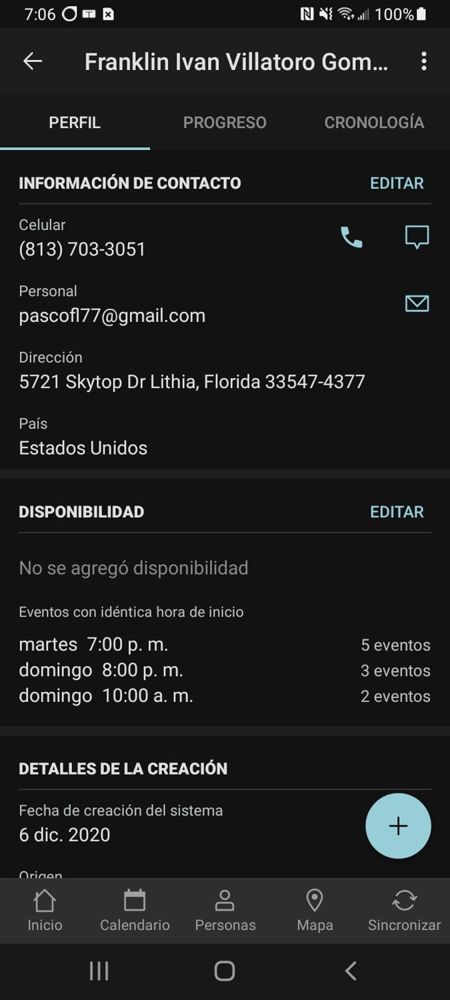 7:06 100%
Franklin Ivan Villatoro Gom...
PERFIL PROGRESO CRONOLOGÍA
INFORMACIÓN DE CONTACTO EDITAR
Celular
(813) 703-3051
Personal
pascofl77@gmail.com
Dirección
5721 Skytop Dr Lithia, Florida 33547-4377
País
Estados Unidos
DISPONIBILIDAD EDITAR
No se agregó disponibilidad
Eventos con idéntica hora de inicio
martes 7:00 p. m. 5 eventos
domingo 8:00 p. m. 3 eventos
domingo 10:00 a. m. 2 eventos
DETALLES DE LA CREACIÓN
Fecha de creación del sistema
6 dic. 2020
Origen
Inicio Calendario Personas Mapa Sincronizar